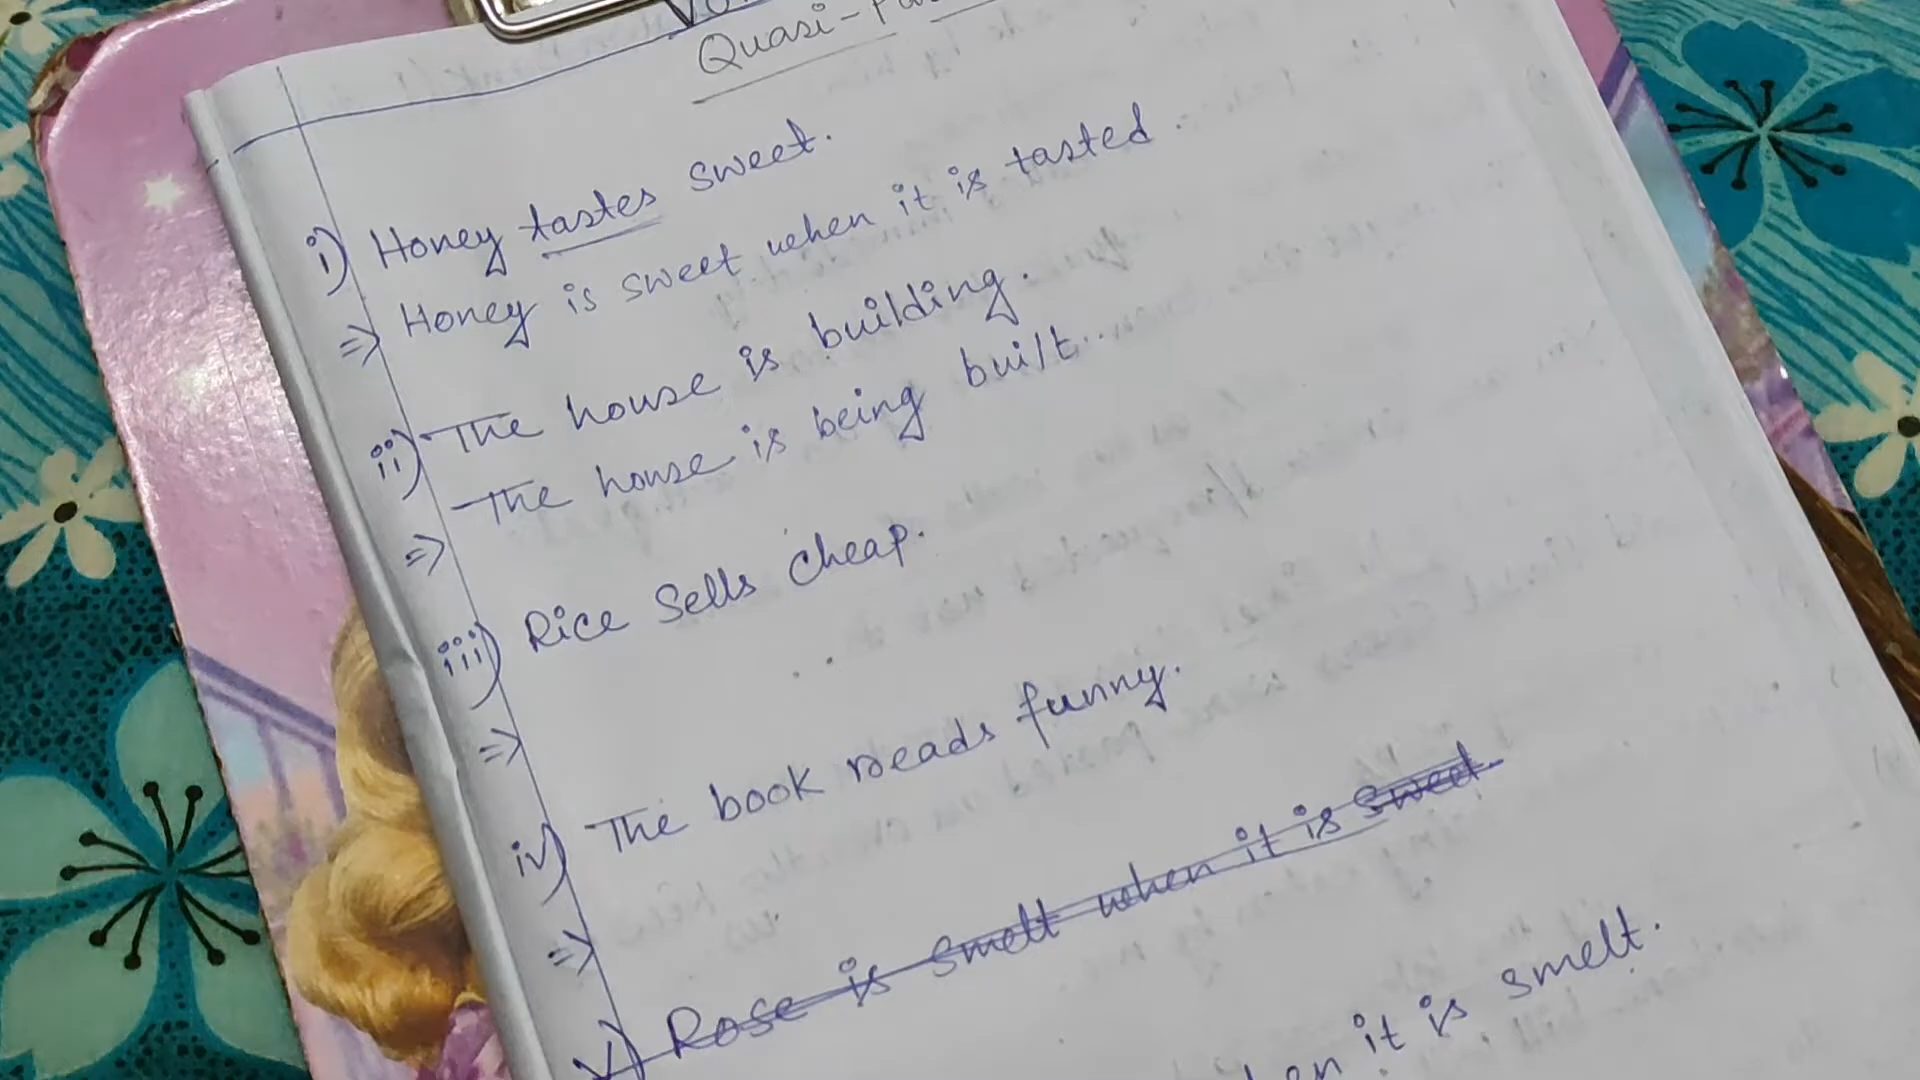 Quasi-
i) Honey tastes sweet.
=> Honey is sweet when it is tasted.
ii) The house is building.
=> The house is being built...
iii) Rice Sells cheap.
=>
iv) The book reads funny.
=>
v) Rose is smelt when it is sweet.
it is smelt.